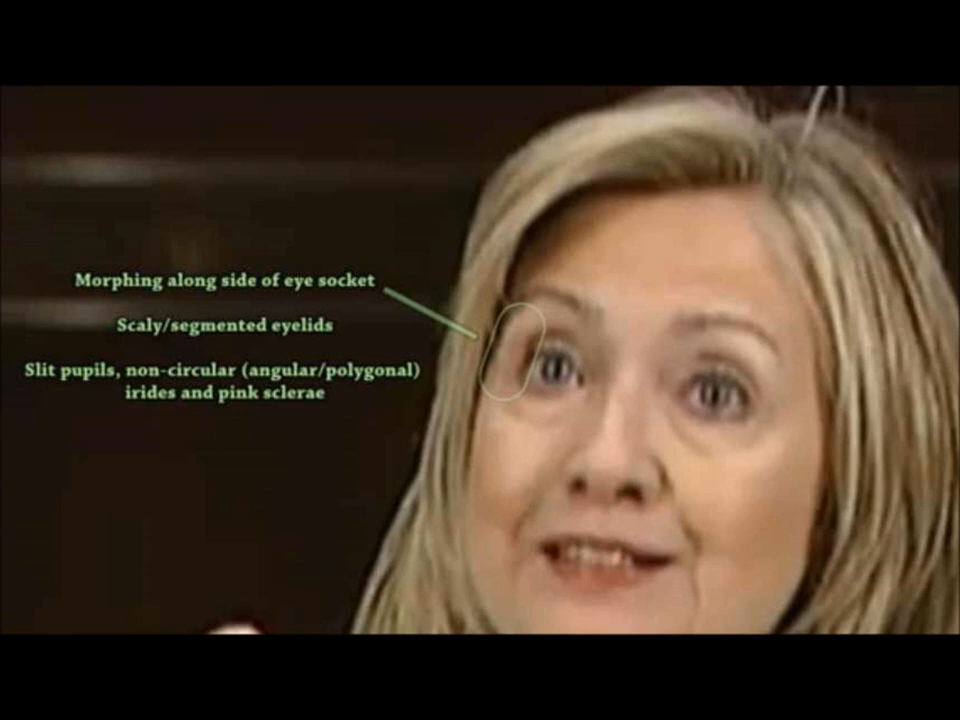 Morphing along side of eye socket
Scaly/segmented eyelids
Slit pupils, non-circular (angular/polygonal)
irides and pink sclerae